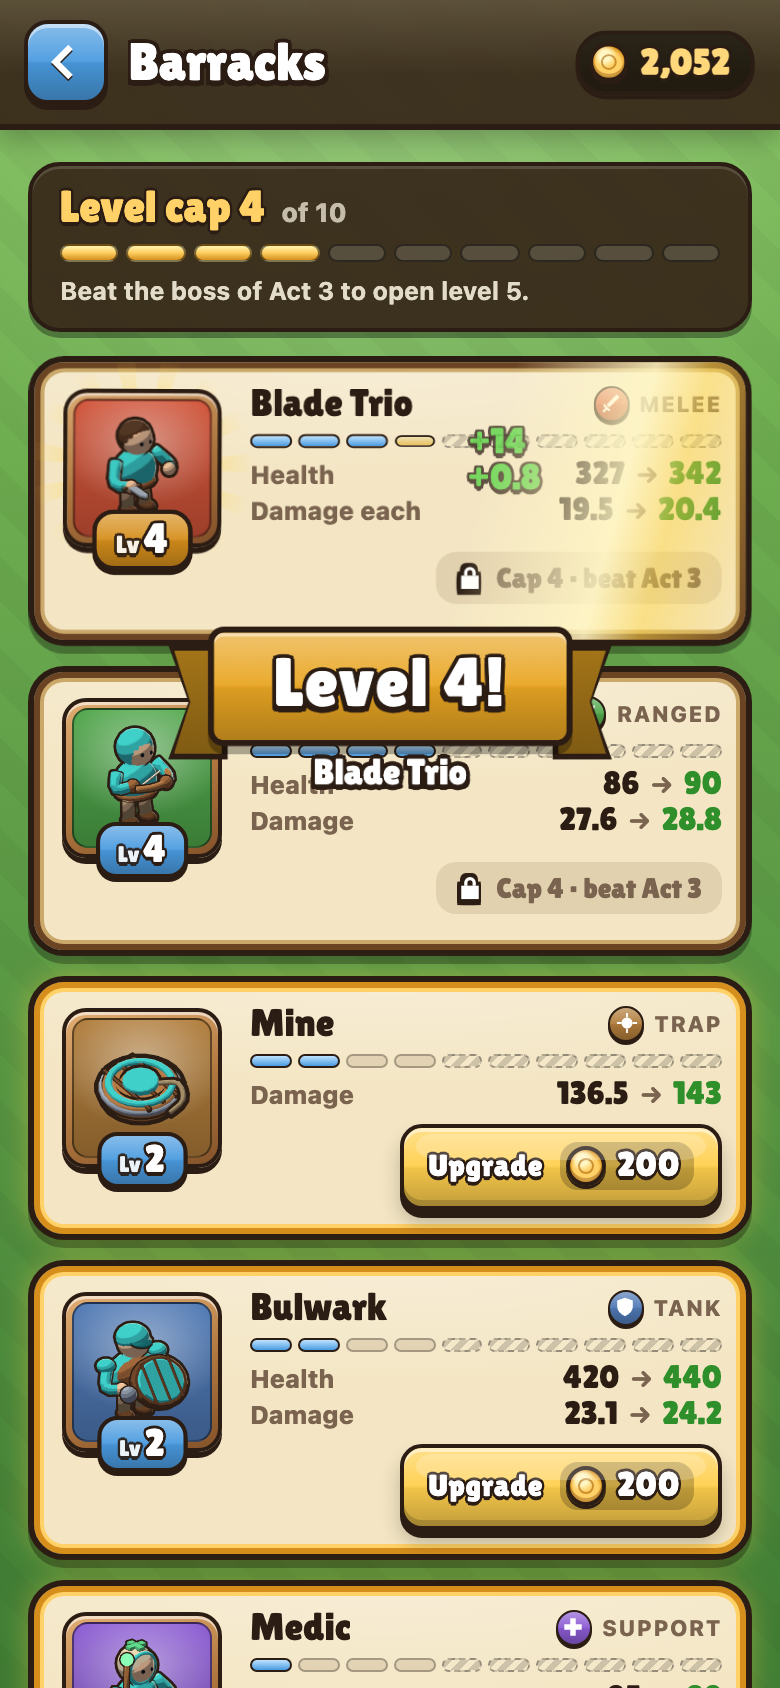 Barracks
2,052
Level cap 4 of 10
Beat the boss of Act 3 to open level 5.
Blade Trio
MELEE
+14
Health 327 → 342
+0.8
Damage each 19.5 → 20.4
Lv 4
Cap 4 · beat Act 3
Level 4!
Blade Trio
RANGED
Health 86 → 90
Damage 27.6 → 28.8
Lv 4
Cap 4 · beat Act 3
Mine
TRAP
Damage 136.5 → 143
Lv 2
Upgrade 200
Bulwark
TANK
Health 420 → 440
Damage 23.1 → 24.2
Lv 2
Upgrade 200
Medic
SUPPORT